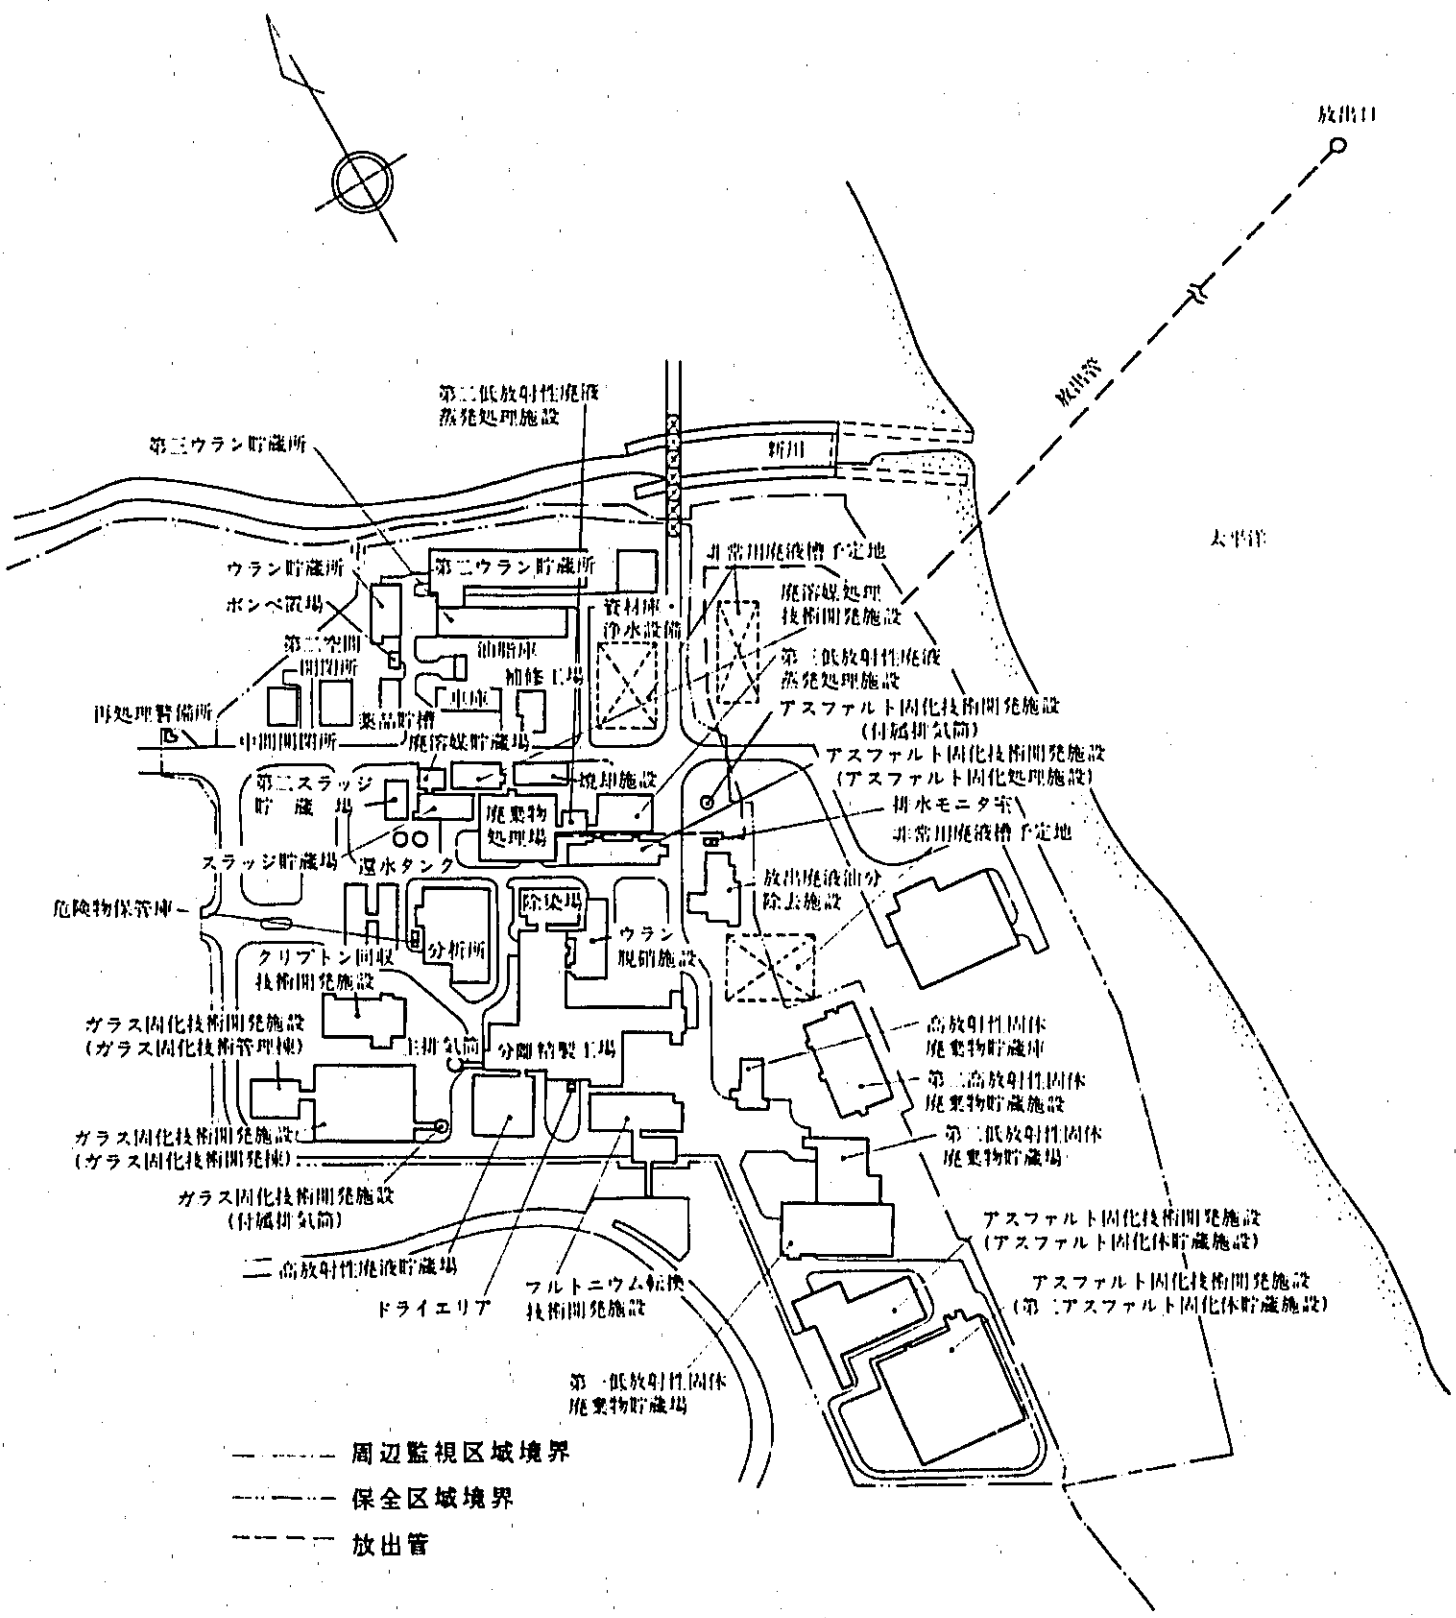 放出口
放出管
第二低放射性廃液
蒸発処理施設
第三ウラン貯蔵所
新川
太平洋
ウラン貯蔵所
第二ウラン貯蔵所
非常用廃液槽予定地
ボンベ置場
資材庫
浄水設備
廃溶媒処理
技術開発施設
第二空間
開閉所
油脂庫
補修工場
第三低放射性廃液
蒸発処理施設
車庫
再処理警備所
中間開閉所
薬品貯槽
廃溶媒貯蔵場
アスファルト固化技術開発施設
(付属排気筒)
アスファルト固化技術開発施設
(アスファルト固化処理施設)
第二スラッジ
貯蔵場
焼却施設
廃棄物
処理場
排水モニタ室
非常用廃液槽予定地
スラッジ貯蔵場
還水タンク
放出廃液油分
除去施設
危険物保管庫
除染場
分析所
ウラン
脱硝施設
クリプトン回収
技術開発施設
ガラス固化技術開発施設
(ガラス固化技術管理棟)
主排気筒
分離精製工場
高放射性固体
廃棄物貯蔵庫
第二高放射性固体
廃棄物貯蔵施設
ガラス固化技術開発施設
(ガラス固化技術開発棟)
第二低放射性固体
廃棄物貯蔵場
ガラス固化技術開発施設
(付属排気筒)
アスファルト固化技術開発施設
(アスファルト固化体貯蔵施設)
高放射性廃液貯蔵場
ドライエリア
プルトニウム転換
技術開発施設
アスファルト固化技術開発施設
(第二アスファルト固化体貯蔵施設)
第一低放射性固体
廃棄物貯蔵場
周辺監視区域境界
保全区域境界
放出管